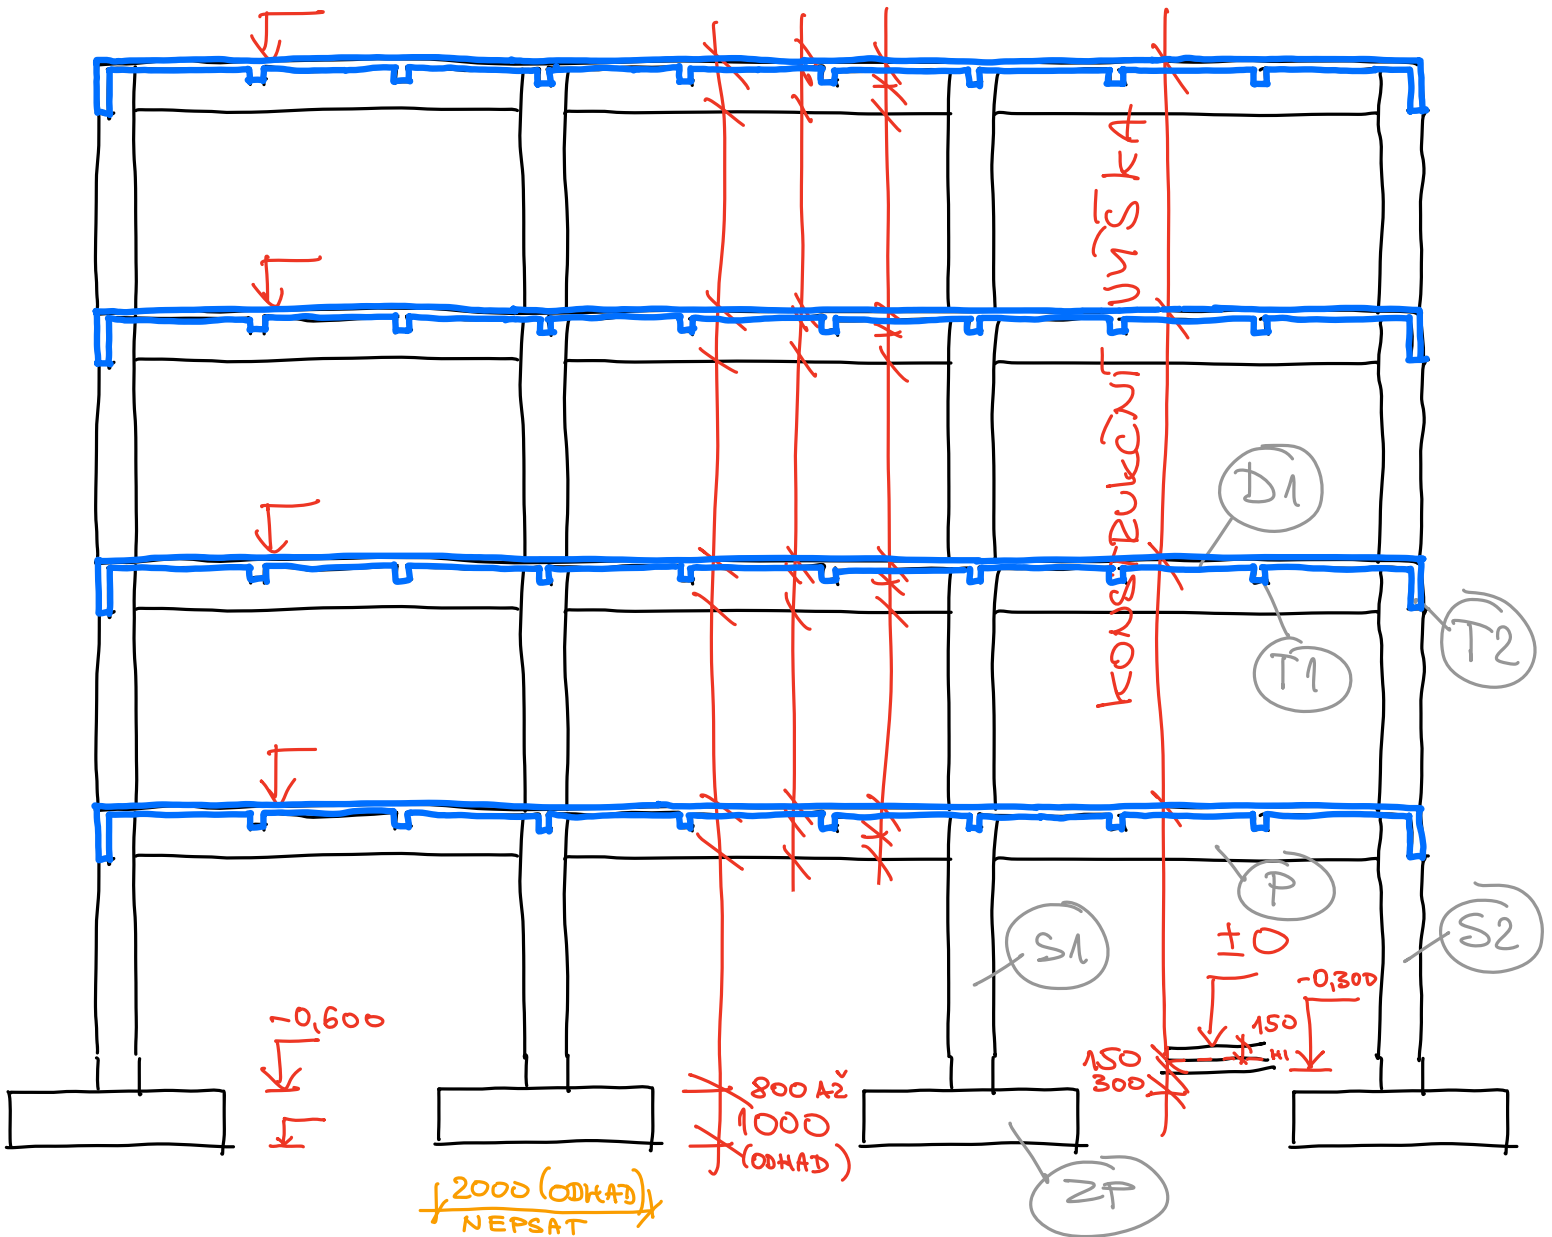 KONSTRUKČNÍ VÝŠKA
D1
T2
T1
P
S1
S2
±0
-0,300
-0,600
150
HI
150
300
800 AŽ
1000
(ODHAD)
ZP
2000 (ODHAD)
NEPSAT